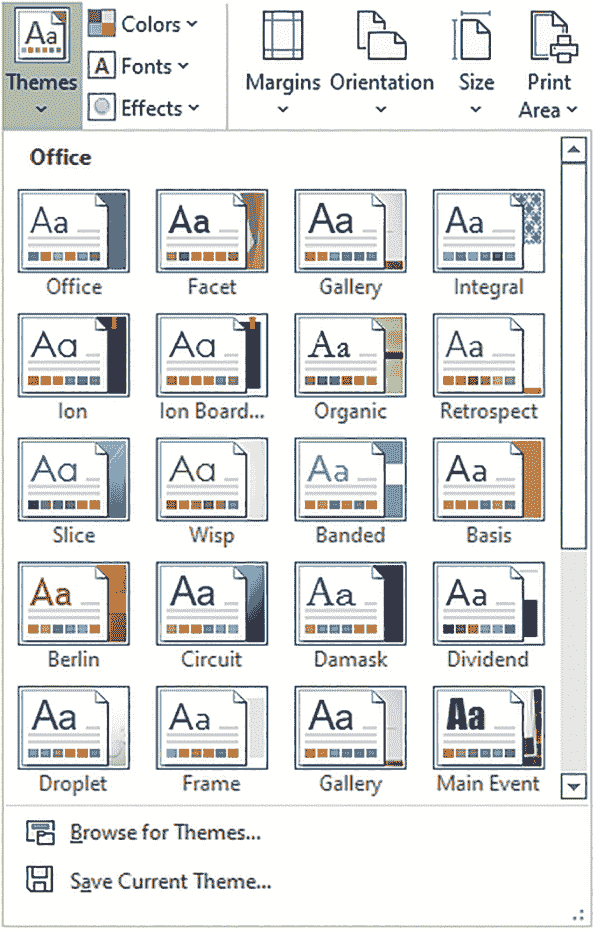 Aa
Themes
Colors
A Fonts
Effects
Margins Orientation Size Print
Area
Office
Aa Aa Aa Aa
Office Facet Gallery Integral
Aa Aa Aa Aa
Ion Ion Board... Organic Retrospect
Aa Aa Aa Aa
Slice Wisp Banded Basis
Aa Aa Aa Aa
Berlin Circuit Damask Dividend
Aa Aa Aa Aa
Droplet Frame Gallery Main Event
Browse for Themes...
Save Current Theme...